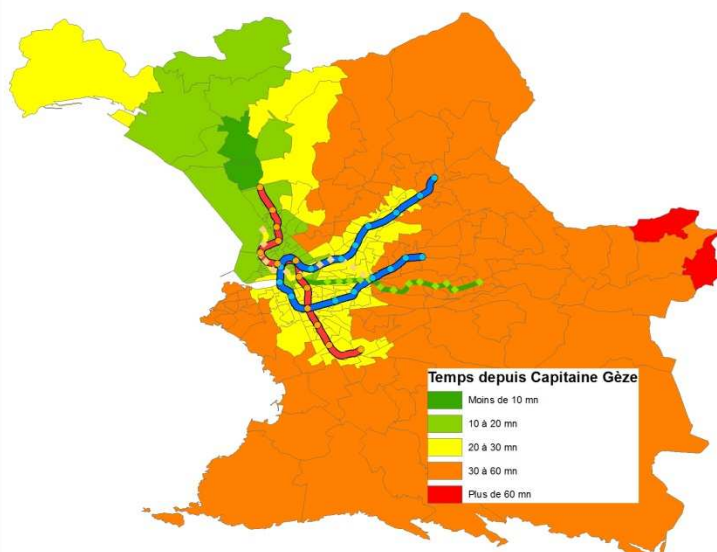 Temps depuis Capitaine Gèze
Moins de 10 mn
10 à 20 mn
20 à 30 mn
30 à 60 mn
Plus de 60 mn